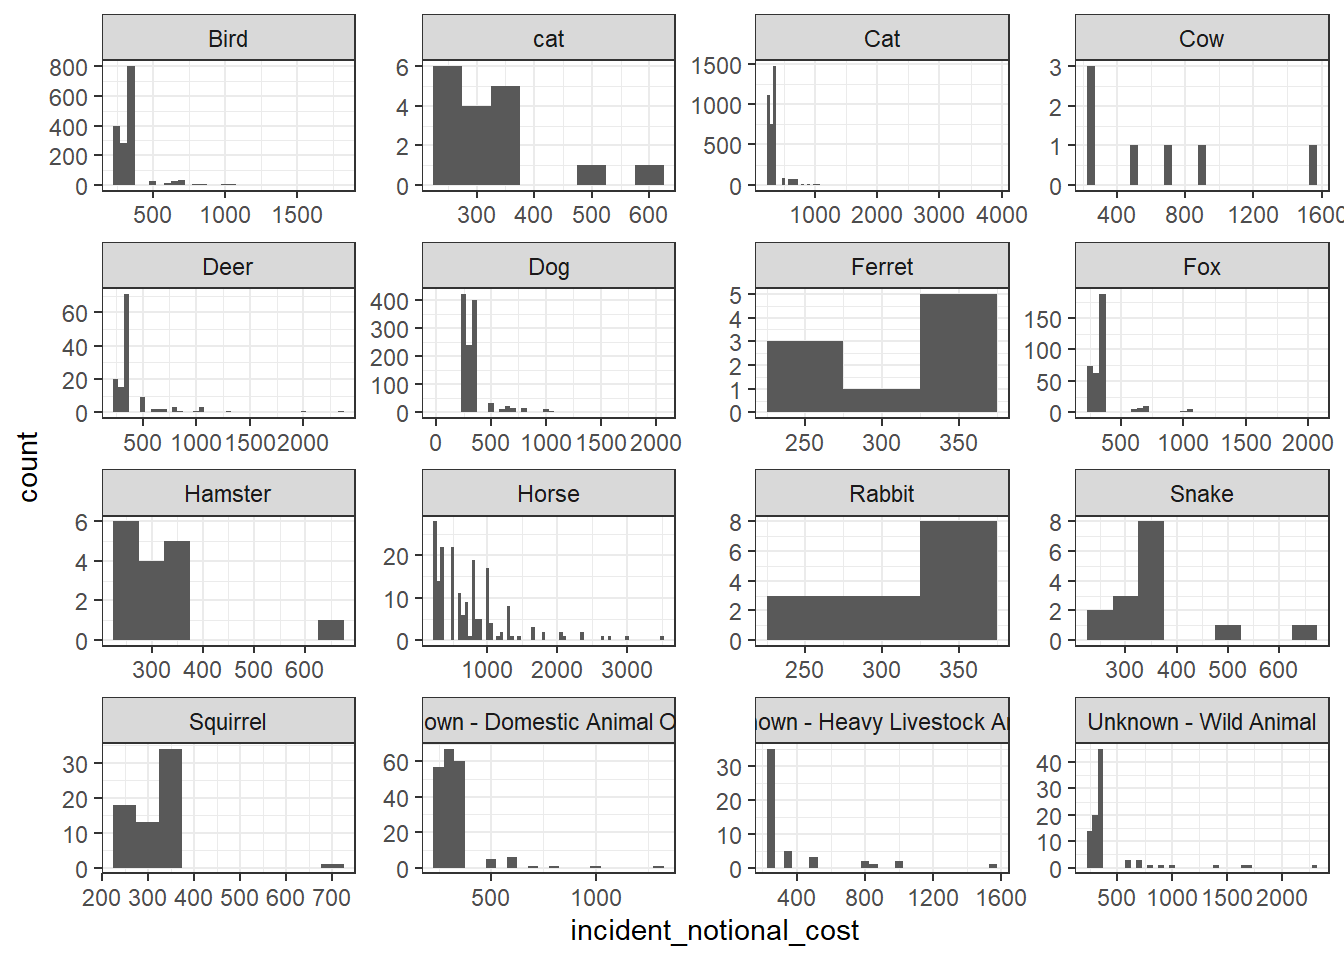 Bird cat Cat Cow
800 600 400 200 0
6 4 2 0
1500 1000 500 0
3 2 1 0
500 1000 1500
300 400 500 600
1000 2000 3000 4000
400 800 1200 1600
Deer Dog Ferret Fox
60 40 20 0
400 300 200 100 0
5 4 3 2 1 0
150 100 50 0
500 1000 1500 2000
0 500 1000 1500 2000
250 300 350
500 1000 1500 2000
count
Hamster Horse Rabbit Snake
6 4 2 0
20 10 0
8 6 4 2 0
8 6 4 2 0
300 400 500 600
1000 2000 3000
250 300 350
300 400 500 600
Squirrel own - Domestic Animal O nown - Heavy Livestock A Unknown - Wild Animal
30 20 10 0
60 40 20 0
30 20 10 0
40 30 20 10 0
200 300 400 500 600 700
500 1000
400 800 1200 1600
500 1000 1500 2000
incident_notional_cost